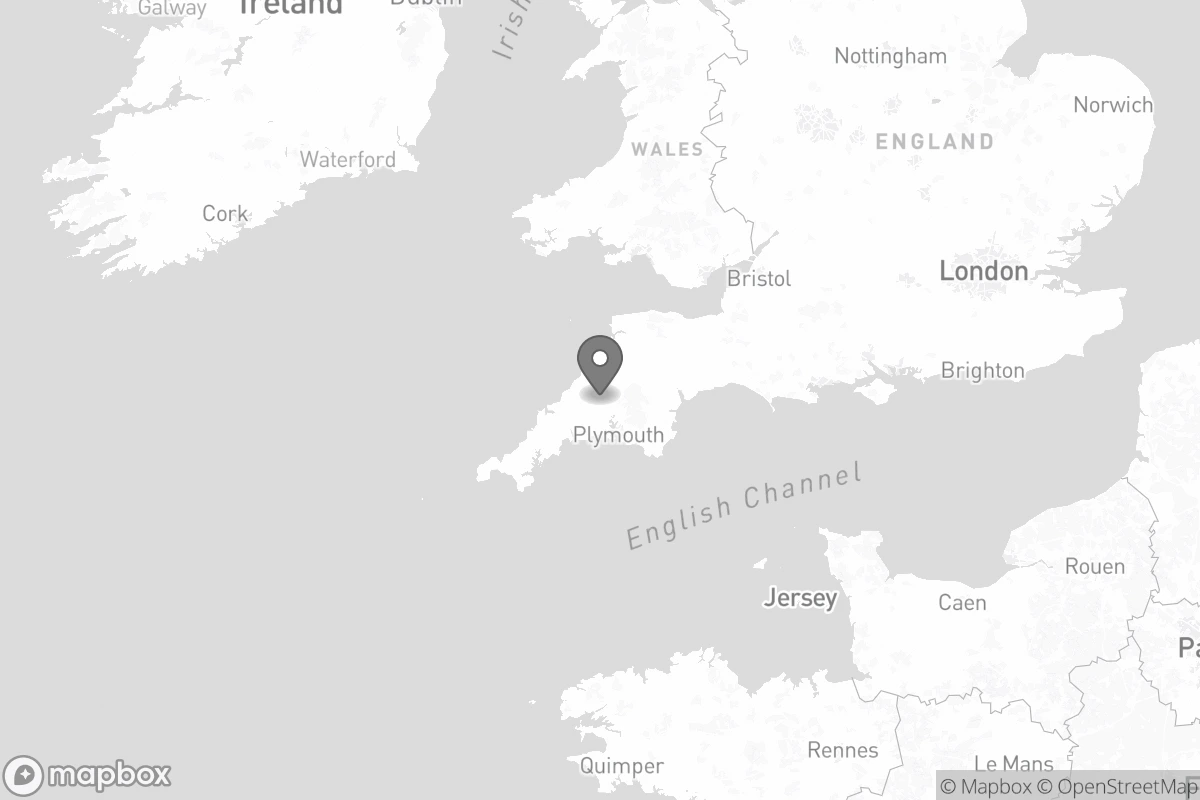 Galway
Ireland
Dublin
Irish
Nottingham
Norwich
WALES
ENGLAND
Waterford
Cork
London
Bristol
Brighton
Plymouth
English Channel
Rouen
Jersey
Caen
Pa
Rennes
Quimper
Le Mans
mapbox
© Mapbox © OpenStreetMap